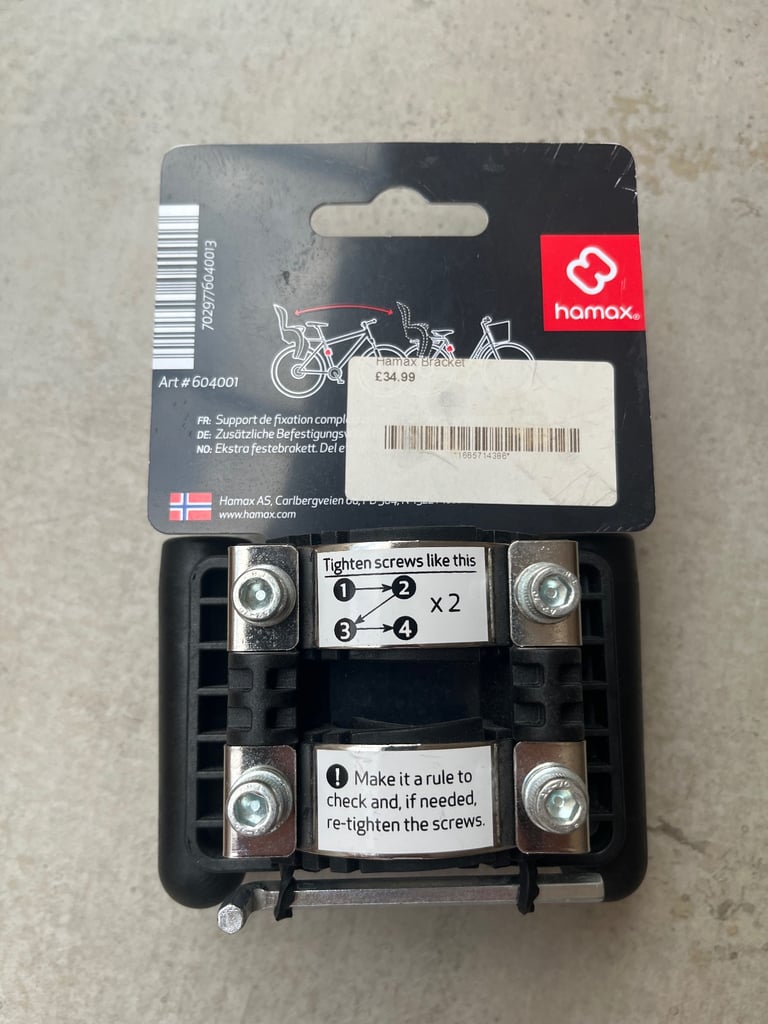 7029776040013
hamax®
Art # 604001
Hamax Bracket
£34.99
*1665714386*
FR: Support de fixation
DE: Zusätzliche
NO: Ekstra festebrakett. Del
Hamax AS, Carlbergveien
www.hamax.com
Tighten screws like this
1 2
x 2
3 4
! Make it a rule to
check and, if needed,
re-tighten the screws.